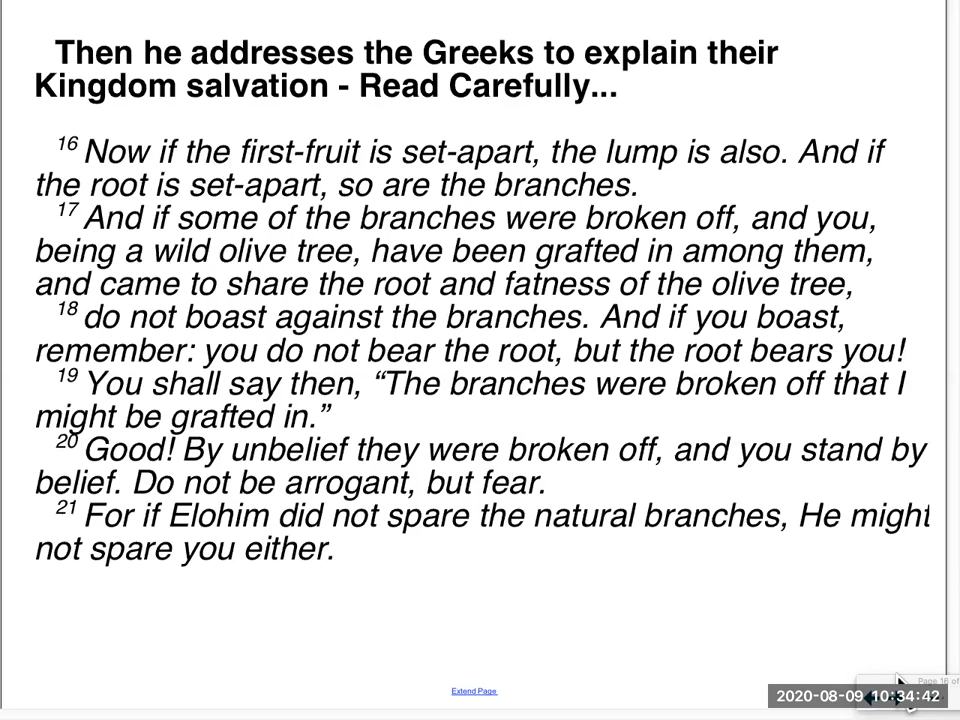 Then he addresses the Greeks to explain their
Kingdom salvation - Read Carefully...
16 Now if the first-fruit is set-apart, the lump is also. And if
the root is set-apart, so are the branches.
17 And if some of the branches were broken off, and you,
being a wild olive tree, have been grafted in among them,
and came to share the root and fatness of the olive tree,
18 do not boast against the branches. And if you boast,
remember: you do not bear the root, but the root bears you!
19 You shall say then, “The branches were broken off that I
might be grafted in.”
20 Good! By unbelief they were broken off, and you stand by
belief. Do not be arrogant, but fear.
21 For if Elohim did not spare the natural branches, He might
not spare you either.
Extend Page
Page 16 of
2020-08-09 10:34:42